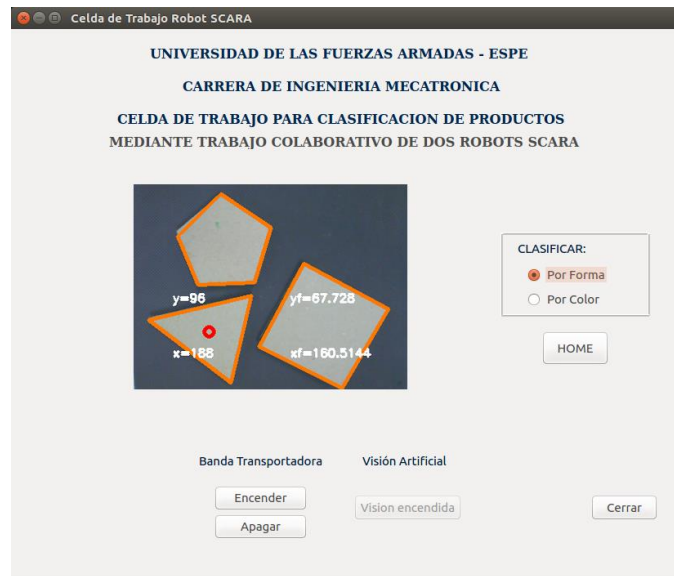 Celda de Trabajo Robot SCARA
UNIVERSIDAD DE LAS FUERZAS ARMADAS - ESPE
CARRERA DE INGENIERIA MECATRONICA
CELDA DE TRABAJO PARA CLASIFICACION DE PRODUCTOS
MEDIANTE TRABAJO COLABORATIVO DE DOS ROBOTS SCARA
y=96 yf=67.728
x=188 xf=160.5144
CLASIFICAR:
Por Forma
Por Color
HOME
Banda Transportadora Visión Artificial
Encender Vision encendida Cerrar
Apagar